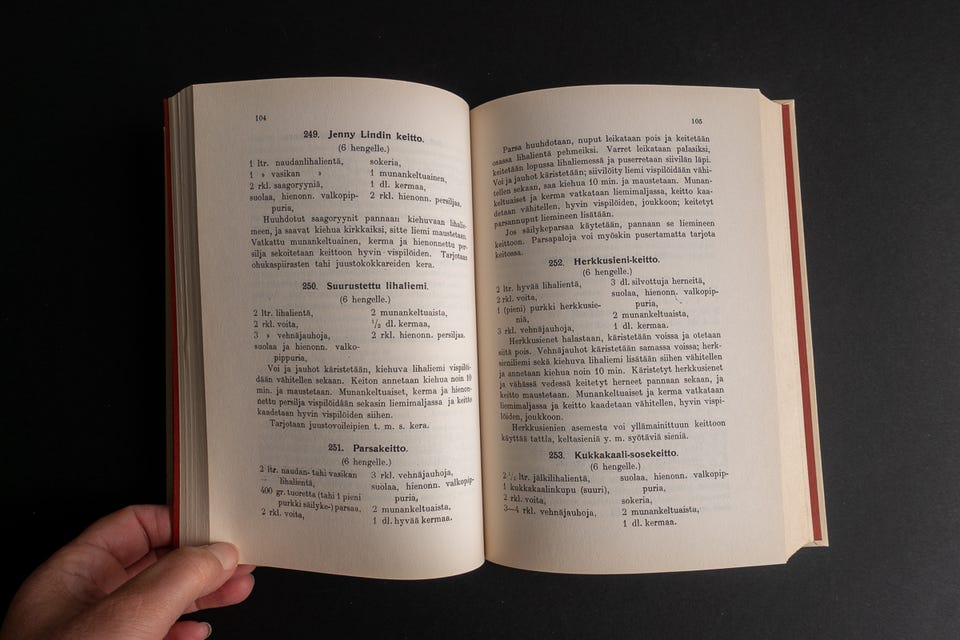 104
249. Jenny Lindin keitto.
(6 hengelle.)
1 ltr. naudanlihalientä,
1 » vasikan »
2 rkl. saagoryyniä,
suolaa, hienonn. valkopip-
puria,
sokeria,
1 munankeltuainen,
1 dl. kermaa,
2 rkl. hienonn. persiljaa.
Huuhdotut saagoryynit pannaan kiehuvaan lihalie-
meen, ja saavat kiehua kirkkaiksi, sitte liemi maustetaan.
Vatkattu munankeltuainen, kerma ja hienonnettu per-
silja sekoitetaan keittoon hyvin vispilöiden. Tarjotaan
ohukaspiirasten tahi juustokokkareiden kera.
250. Suurustettu lihaliemi.
(6 hengelle.)
2 ltr. lihalientä,
2 rkl. voita,
3 » vehnäjauhoja,
suolaa ja hienonn. valko-
pippuria,
2 munankeltuaista,
1/2 dl. kermaa,
2 rkl. hienonn. persiljaa.
Voi ja jauhot käristetään, kiehuva lihaliemi vispilöi-
dään vähitellen sekaan. Keiton annetaan kiehua noin 10
min. ja maustetaan. Munankeltuaiset, kerma ja hienon-
nettu persilja vispilöidään sekasin liemimaljassa ja keitto
kaadetaan hyvin vispilöiden siihen.
Tarjotaan juustovoileipien t. m. s. kera.
251. Parsakeitto.
(6 hengelle.)
2 ltr. naudan- tahi vasikan
lihalientä,
400 gr. tuoretta (tahi 1 pieni
purkki säilyke-) parsaa,
2 rkl. voita,
3 rkl. vehnäjauhoja,
suolaa, hienonn. valkopip-
puria,
2 munankeltuaista,
1 dl. hyvää kermaa.
105
Parsa huuhdotaan, nuput leikataan pois ja keitetään
osassa lihalientä pehmeiksi. Varret leikataan palasiksi,
keitetään lopussa lihaliemessä ja puserretaan siivilän läpi.
Voi ja jauhot käristetään; siivilöity liemi vispilöidään vähi-
tellen sekaan, saa kiehua 10 min. ja maustetaan. Munan-
keltuaiset ja kerma vatkataan liemimaljassa, keitto kaa-
detaan vähitellen, hyvin vispilöiden, joukkoon; keitetyt
parsannuput liemineen lisätään.
Jos säilykeparsaa käytetään, pannaan se liemineen
keittoon. Parsapaloja voi myöskin pusertamatta tarjota
keitossa.
252. Herkkusieni-keitto.
(6 hengelle.)
2 ltr. hyvää lihalientä,
2 rkl. voita,
1 (pieni) purkki herkkusie-
niä,
3 rkl. vehnäjauhoja,
3 dl. silvottuja herneitä,
suolaa, hienonn. valkopip-
puria,
2 munankeltuaista,
1 dl. kermaa.
Herkkusienet halastaan, käristetään voissa ja otetaan
siitä pois. Vehnäjauhot käristetään samassa voissa; herk-
kusieniliemi sekä kiehuva lihaliemi lisätään siihen vähitellen
ja annetaan kiehua noin 10 min. Käristetyt herkkusienet
ja vähässä vedessä keitetyt herneet pannaan sekaan, ja
keitto maustetaan. Munankeltuaiset ja kerma vatkataan
liemimaljassa ja keitto kaadetaan vähitellen, hyvin vispi-
löiden, joukkoon.
Herkkusienien asemesta voi yllämainittuun keittoon
käyttää tattia, keltasieniä y. m. syötäviä sieniä.
253. Kukkakaali-sosekeitto.
(6 hengelle.)
2 1/2 ltr. jälkilihalientä,
1 kukkakaalinkupu (suuri),
2 rkl. voita,
3—4 rkl. vehnäjauhoja,
suolaa, hienonn. valkopip-
puria,
sokeria,
2 munankeltuaista,
1 dl. kermaa.